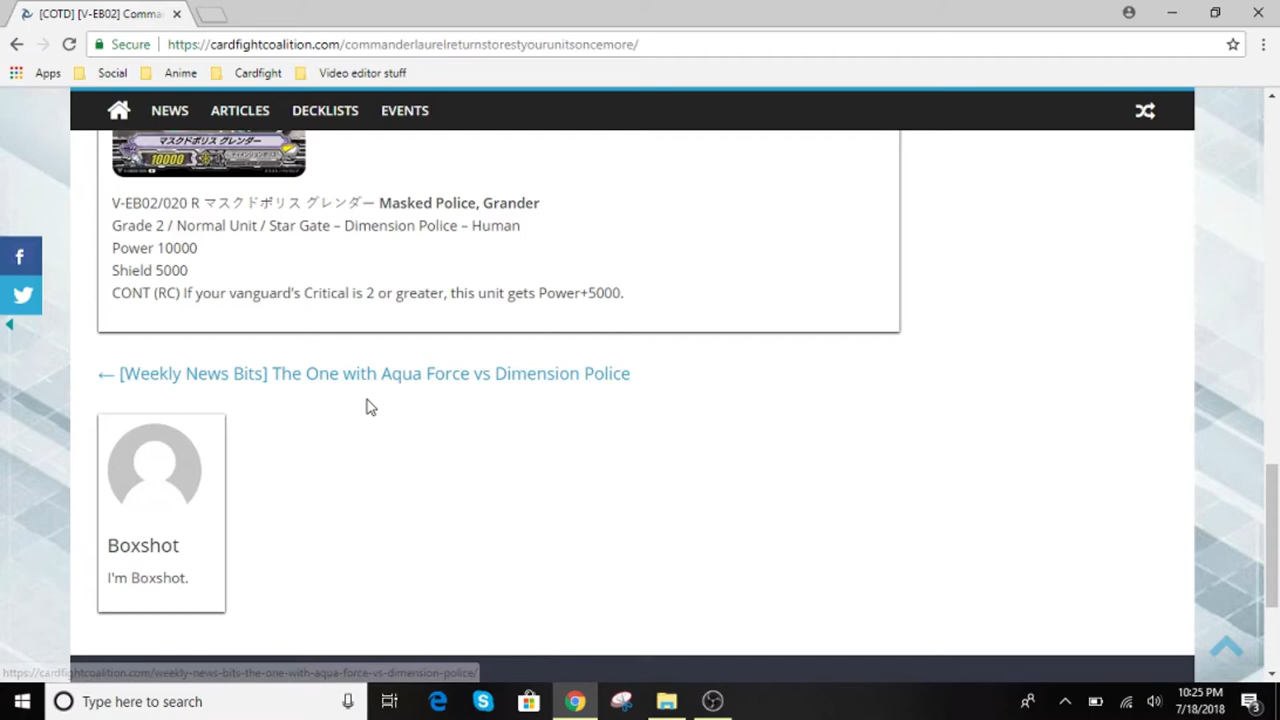 [COTD] [V-EB02] Comma
Secure https://cardfightcoalition.com/commanderlaurelreturnstorestyourunitsoncemore/
Apps Social Anime Cardfight Video editor stuff
NEWS ARTICLES DECKLISTS EVENTS
マスクドポリス グレンダー
10000
V-EB02/020 R マスクドポリス グレンダー Masked Police, Grander
Grade 2 / Normal Unit / Star Gate – Dimension Police – Human
Power 10000
Shield 5000
CONT (RC) If your vanguard's Critical is 2 or greater, this unit gets Power+5000.
← [Weekly News Bits] The One with Aqua Force vs Dimension Police
Boxshot
I'm Boxshot.
https://cardfightcoalition.com/weekly-news-bits-the-one-with-aqua-force-vs-dimension-police/
Type here to search
10:25 PM
7/18/2018
3